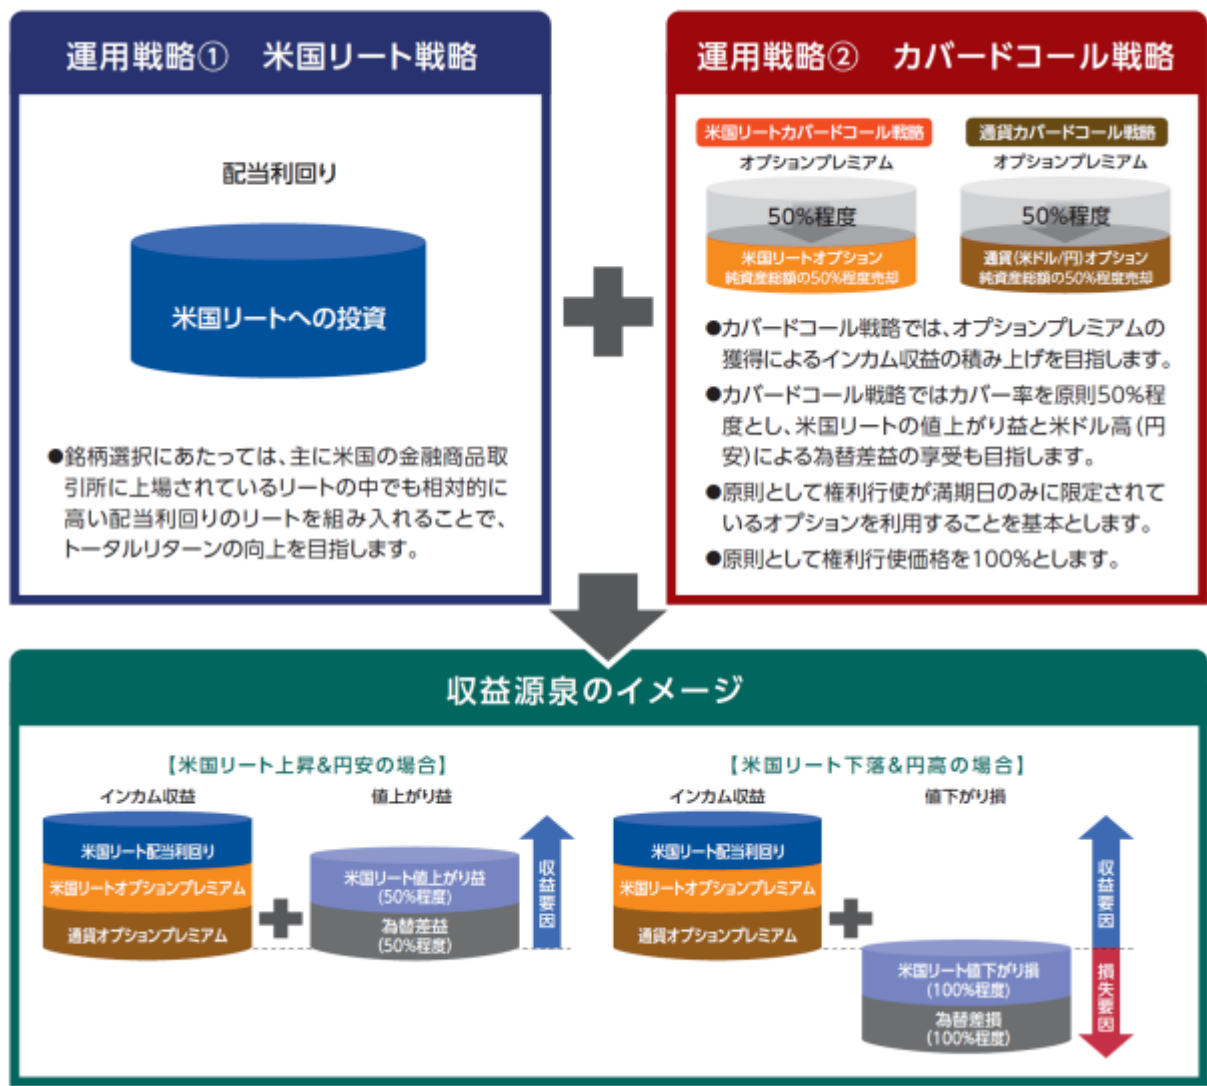 運用戦略① 米国リート戦略
配当利回り
米国リートへの投資
●銘柄選択にあたっては、主に米国の金融商品取
引所に上場されているリートの中でも相対的に
高い配当利回りのリートを組み入れることで、
トータルリターンの向上を目指します。
運用戦略② カバードコール戦略
米国リートカバードコール戦略
オプションプレミアム
50%程度
米国リートオプション
純資産総額の50%程度売却
通貨カバードコール戦略
オプションプレミアム
50%程度
通貨(米ドル/円)オプション
純資産総額の50%程度売却
●カバードコール戦略では、オプションプレミアムの
獲得によるインカム収益の積み上げを目指します。
●カバードコール戦略ではカバー率を原則50%程
度とし、米国リートの値上がり益と米ドル高(円
安)による為替差益の享受も目指します。
●原則として権利行使が満期日のみに限定されて
いるオプションを利用することを基本とします。
●原則として権利行使価格を100%とします。
収益源泉のイメージ
【米国リート上昇&円安の場合】
インカム収益
米国リート配当利回り
米国リートオプションプレミアム
通貨オプションプレミアム
値上がり益
米国リート値上がり益
(50%程度)
為替差益
(50%程度)
収益要因
【米国リート下落&円高の場合】
インカム収益
米国リート配当利回り
米国リートオプションプレミアム
通貨オプションプレミアム
値下がり損
米国リート値下がり損
(100%程度)
為替差損
(100%程度)
収益要因
損失要因